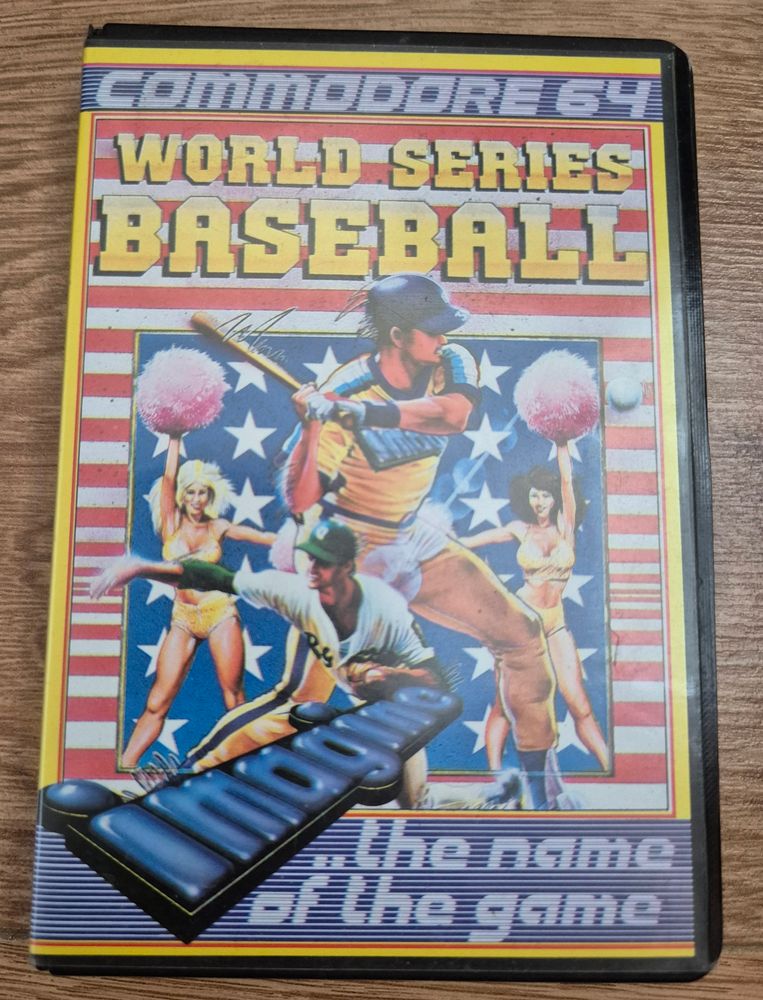 COMMODORE 64
WORLD SERIES
BASEBALL
imagine
..the name
of the game